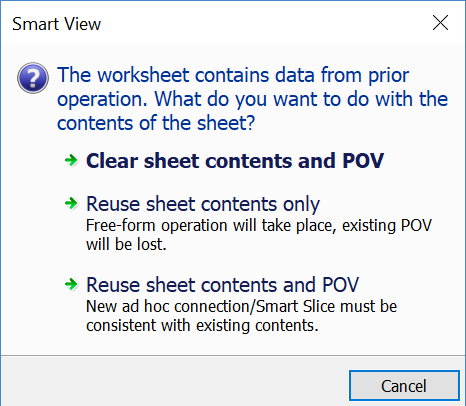 Smart View
The worksheet contains data from prior
operation. What do you want to do with the
contents of the sheet?
Clear sheet contents and POV
Reuse sheet contents only
Free-form operation will take place, existing POV
will be lost.
Reuse sheet contents and POV
New ad hoc connection/Smart Slice must be
consistent with existing contents.
Cancel